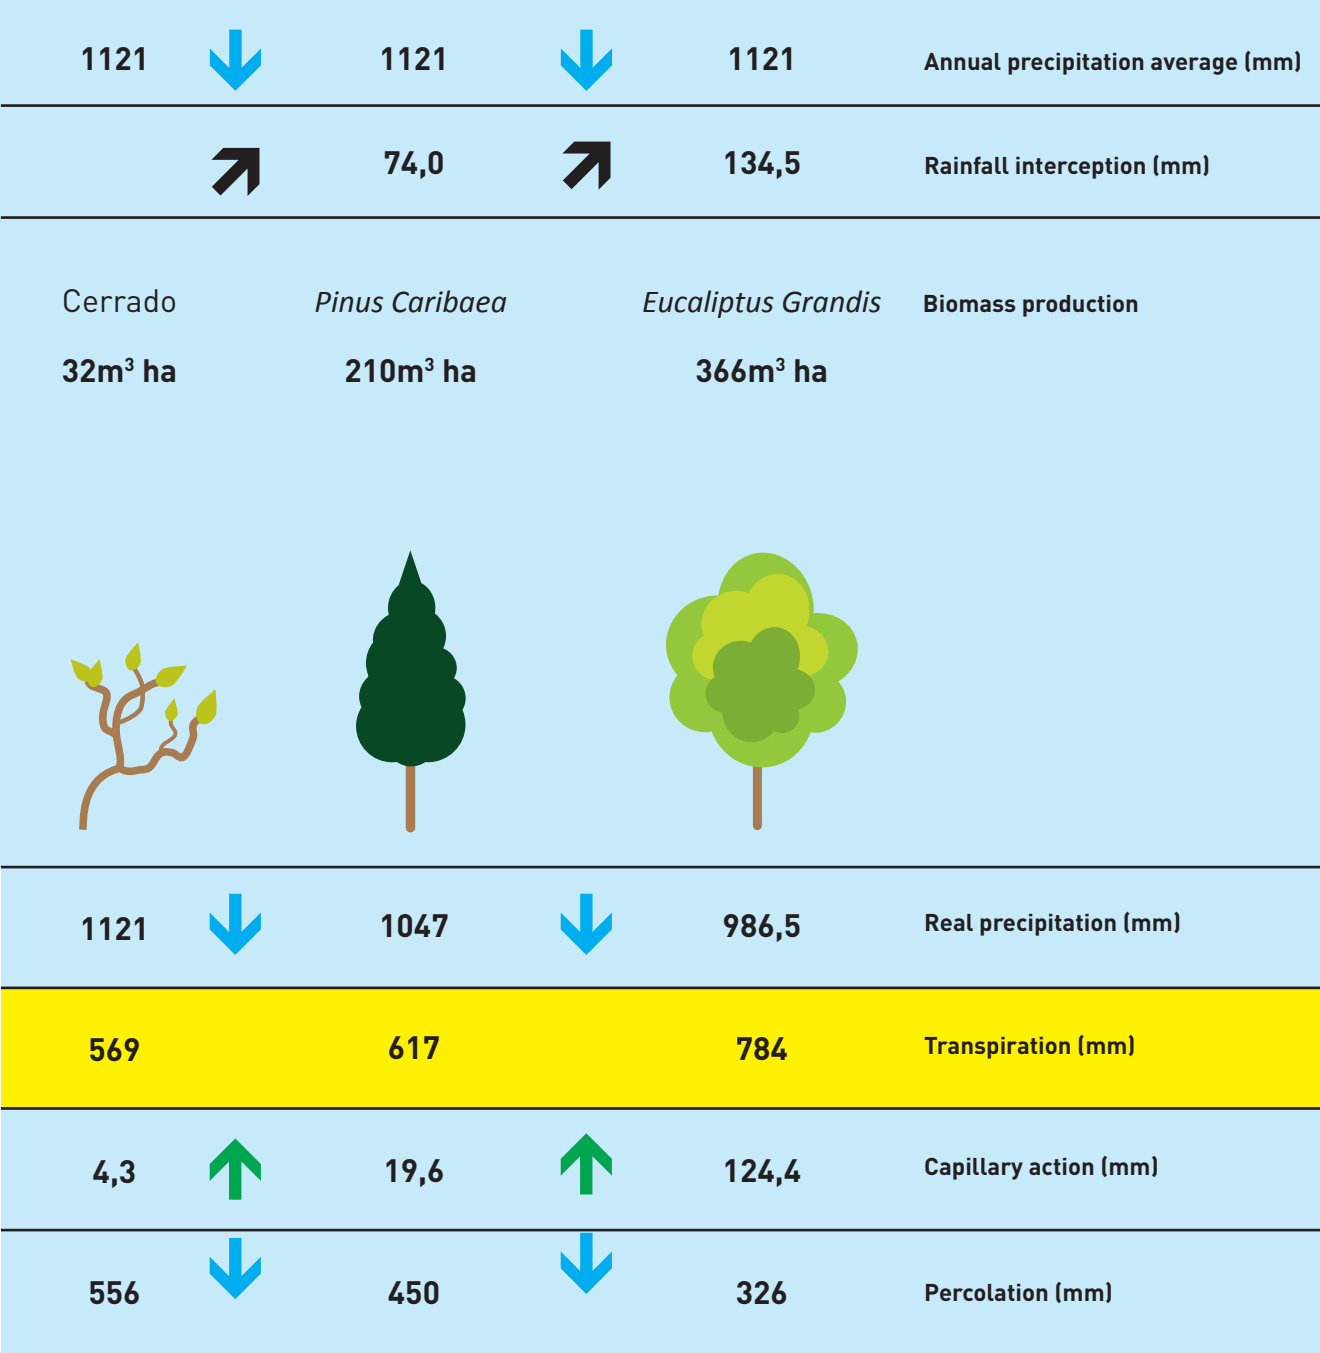 1121 1121 1121 Annual precipitation average (mm)
74,0 134,5 Rainfall interception (mm)
Cerrado Pinus Caribaea Eucaliptus Grandis Biomass production
32m³ ha 210m³ ha 366m³ ha
1121 1047 986,5 Real precipitation (mm)
569 617 784 Transpiration (mm)
4,3 19,6 124,4 Capillary action (mm)
556 450 326 Percolation (mm)